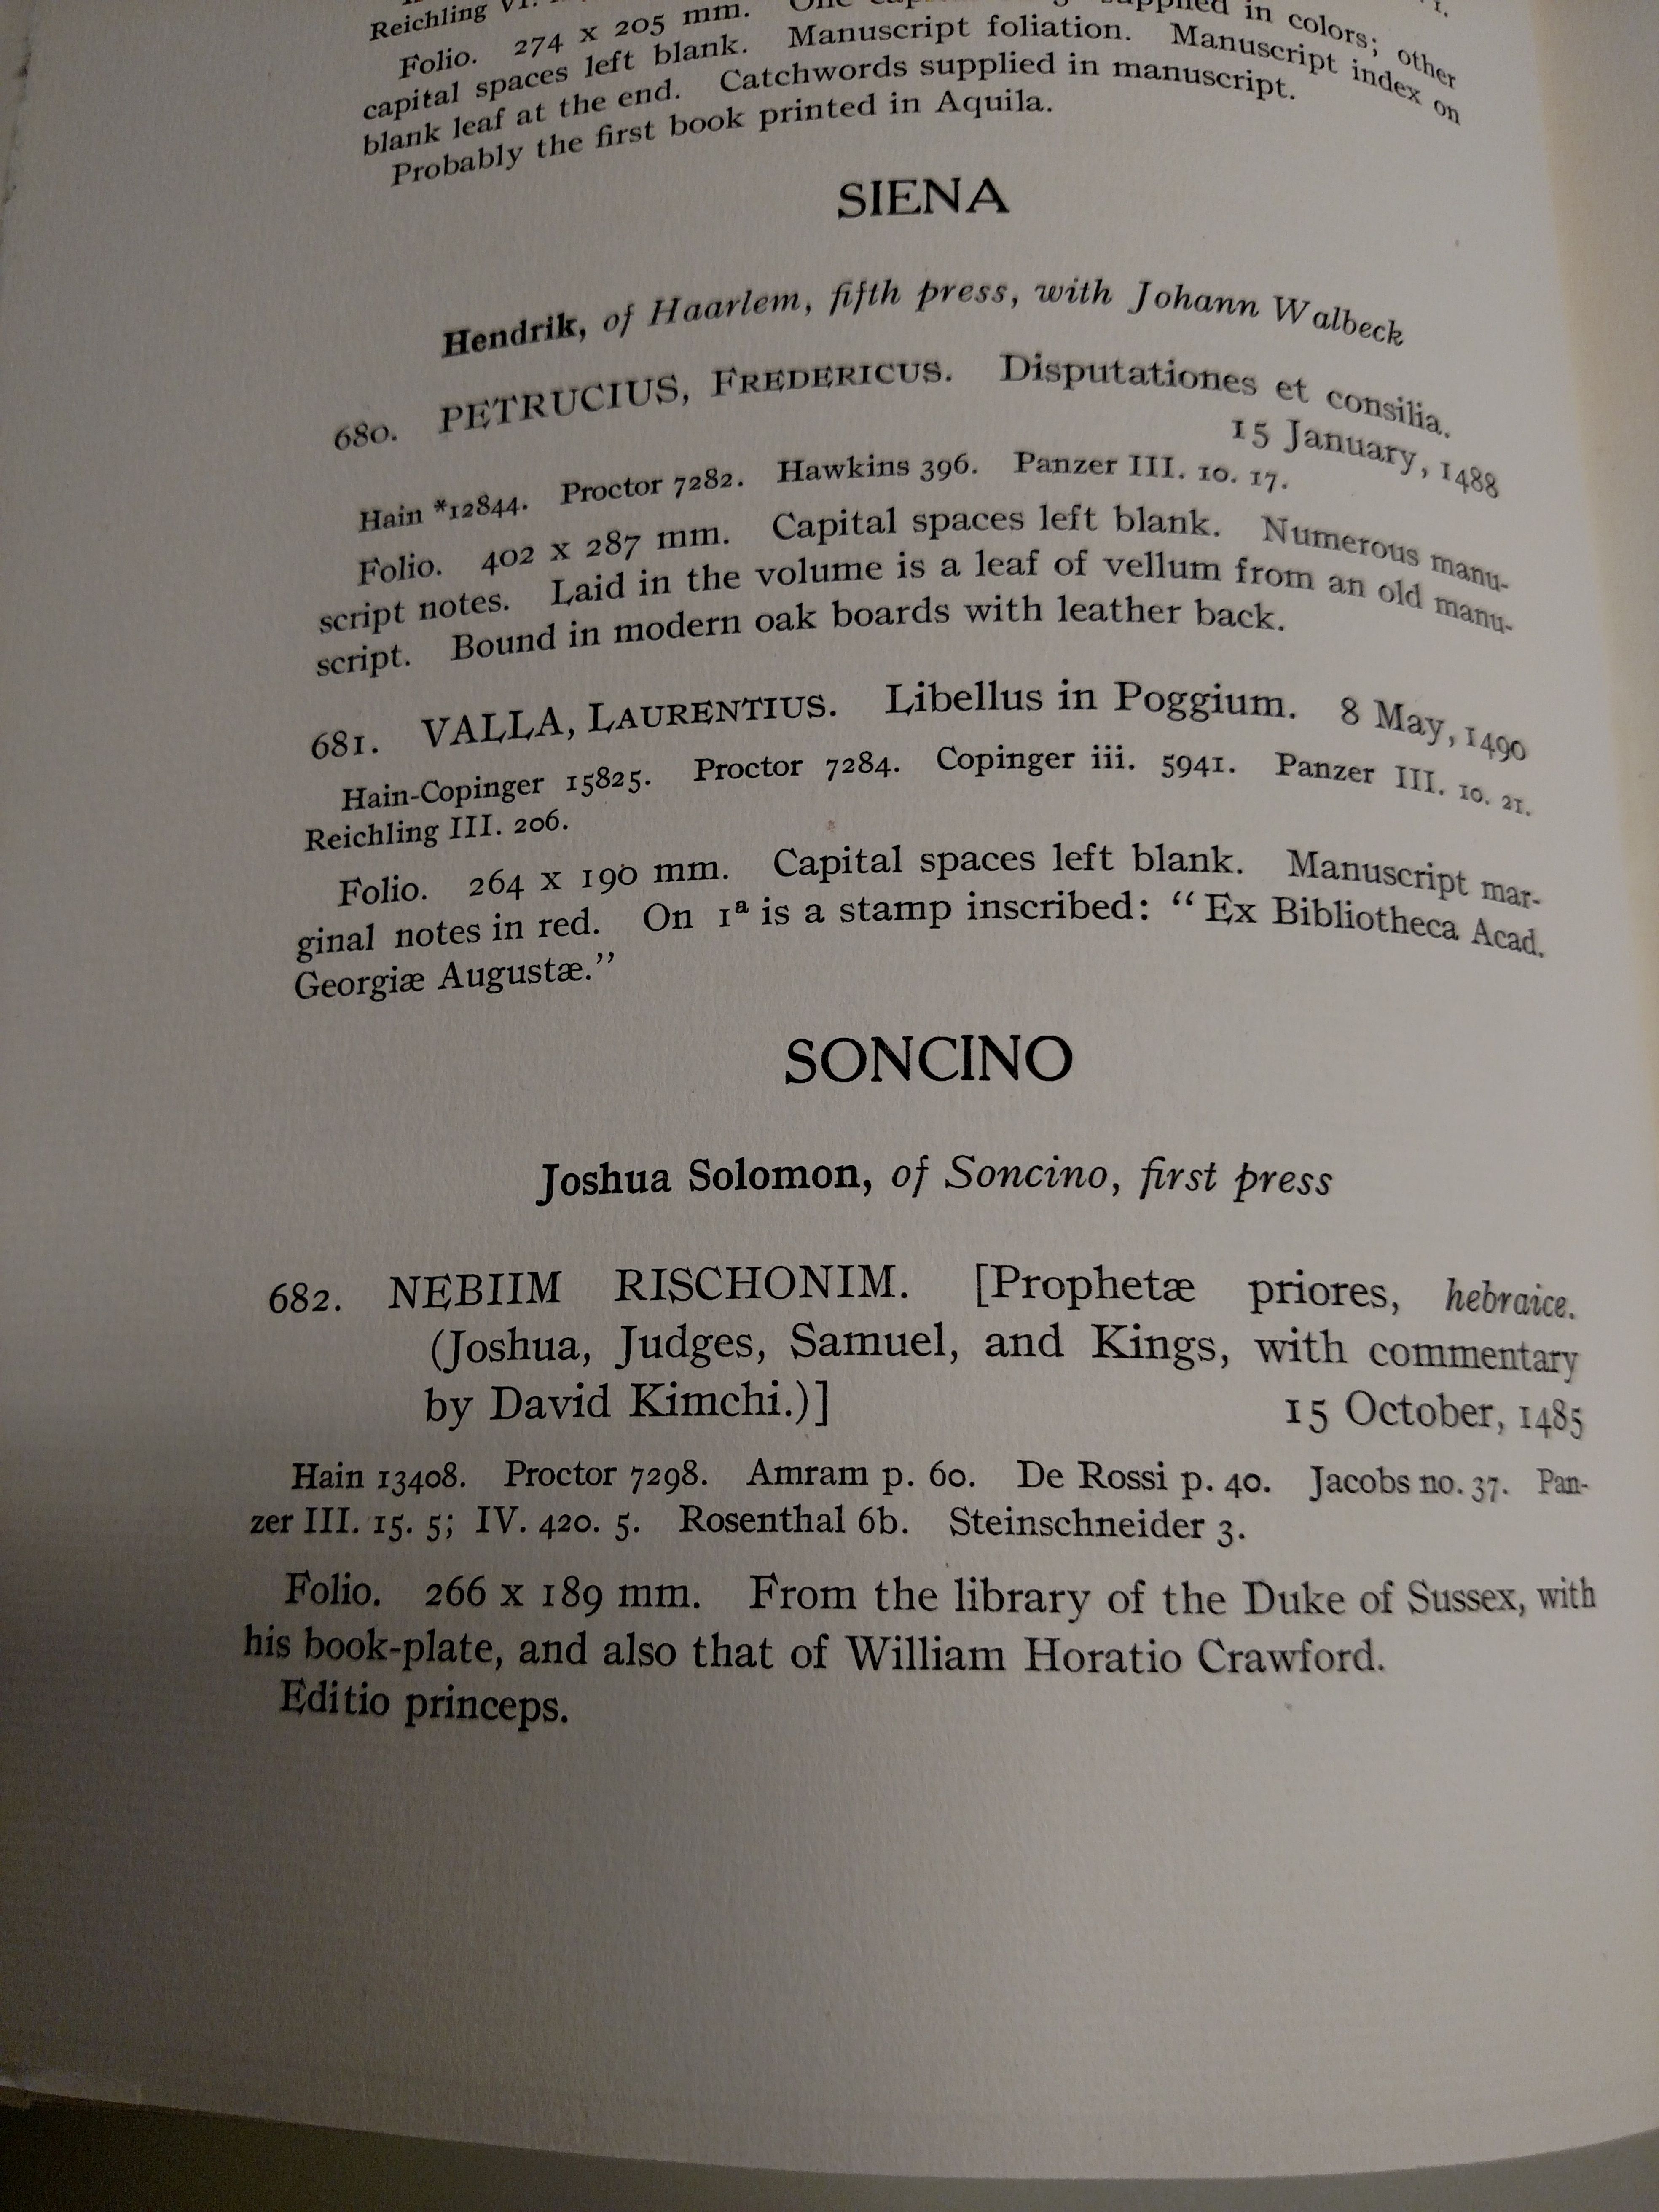 Reichling
Folio. 274 x 205 mm. supplied in colors; other
capital spaces left blank. Manuscript foliation. Manuscript index on
blank leaf at the end. Catchwords supplied in manuscript.
Probably the first book printed in Aquila.
SIENA
Hendrik, of Haarlem, fifth press, with Johann Walbeck
680. PETRUCIUS, FREDERICUS. Disputationes et consilia.
15 January, 1488
Hain *12844. Proctor 7282. Hawkins 396. Panzer III. 10. 17.
Folio. 402 x 287 mm. Capital spaces left blank. Numerous manu-
script notes. Laid in the volume is a leaf of vellum from an old manu-
script. Bound in modern oak boards with leather back.
681. VALLA, LAURENTIUS. Libellus in Poggium. 8 May, 1490
Hain-Copinger 15825. Proctor 7284. Copinger iii. 5941. Panzer III. 10. 21.
Reichling III. 206.
Folio. 264 x 190 mm. Capital spaces left blank. Manuscript mar-
ginal notes in red. On 1ª is a stamp inscribed: “Ex Bibliotheca Acad.
Georgiæ Augustæ.”
SONCINO
Joshua Solomon, of Soncino, first press
682. NEBIIM RISCHONIM. [Prophetæ priores, hebraice.
(Joshua, Judges, Samuel, and Kings, with commentary
by David Kimchi.)] 15 October, 1485
Hain 13408. Proctor 7298. Amram p. 60. De Rossi p. 40. Jacobs no. 37. Pan-
zer III. 15. 5; IV. 420. 5. Rosenthal 6b. Steinschneider 3.
Folio. 266 x 189 mm. From the library of the Duke of Sussex, with
his book-plate, and also that of William Horatio Crawford.
Editio princeps.